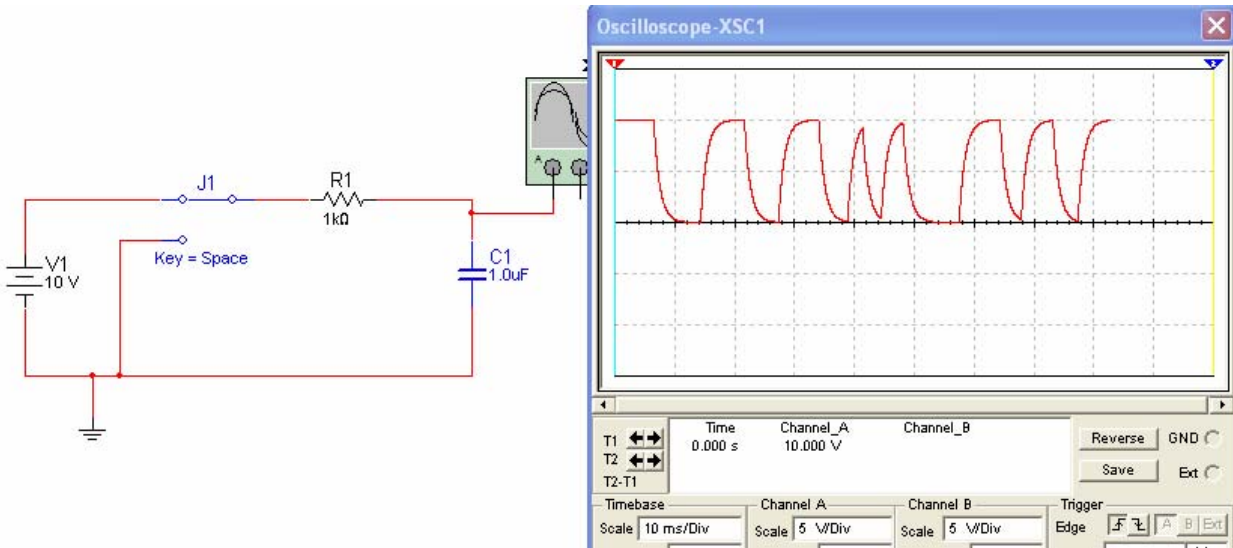 Oscilloscope-XSC1
1
2
A
J1
R1
1kΩ
Key = Space
V1
10 V
C1
1.0uF
Time Channel_A Channel_B
T1 0.000 s 10.000 V
T2
T2-T1
Reverse GND
Save Ext
Timebase Channel A Channel B Trigger
Scale 10 ms/Div Scale 5 V/Div Scale 5 V/Div Edge A B Ext